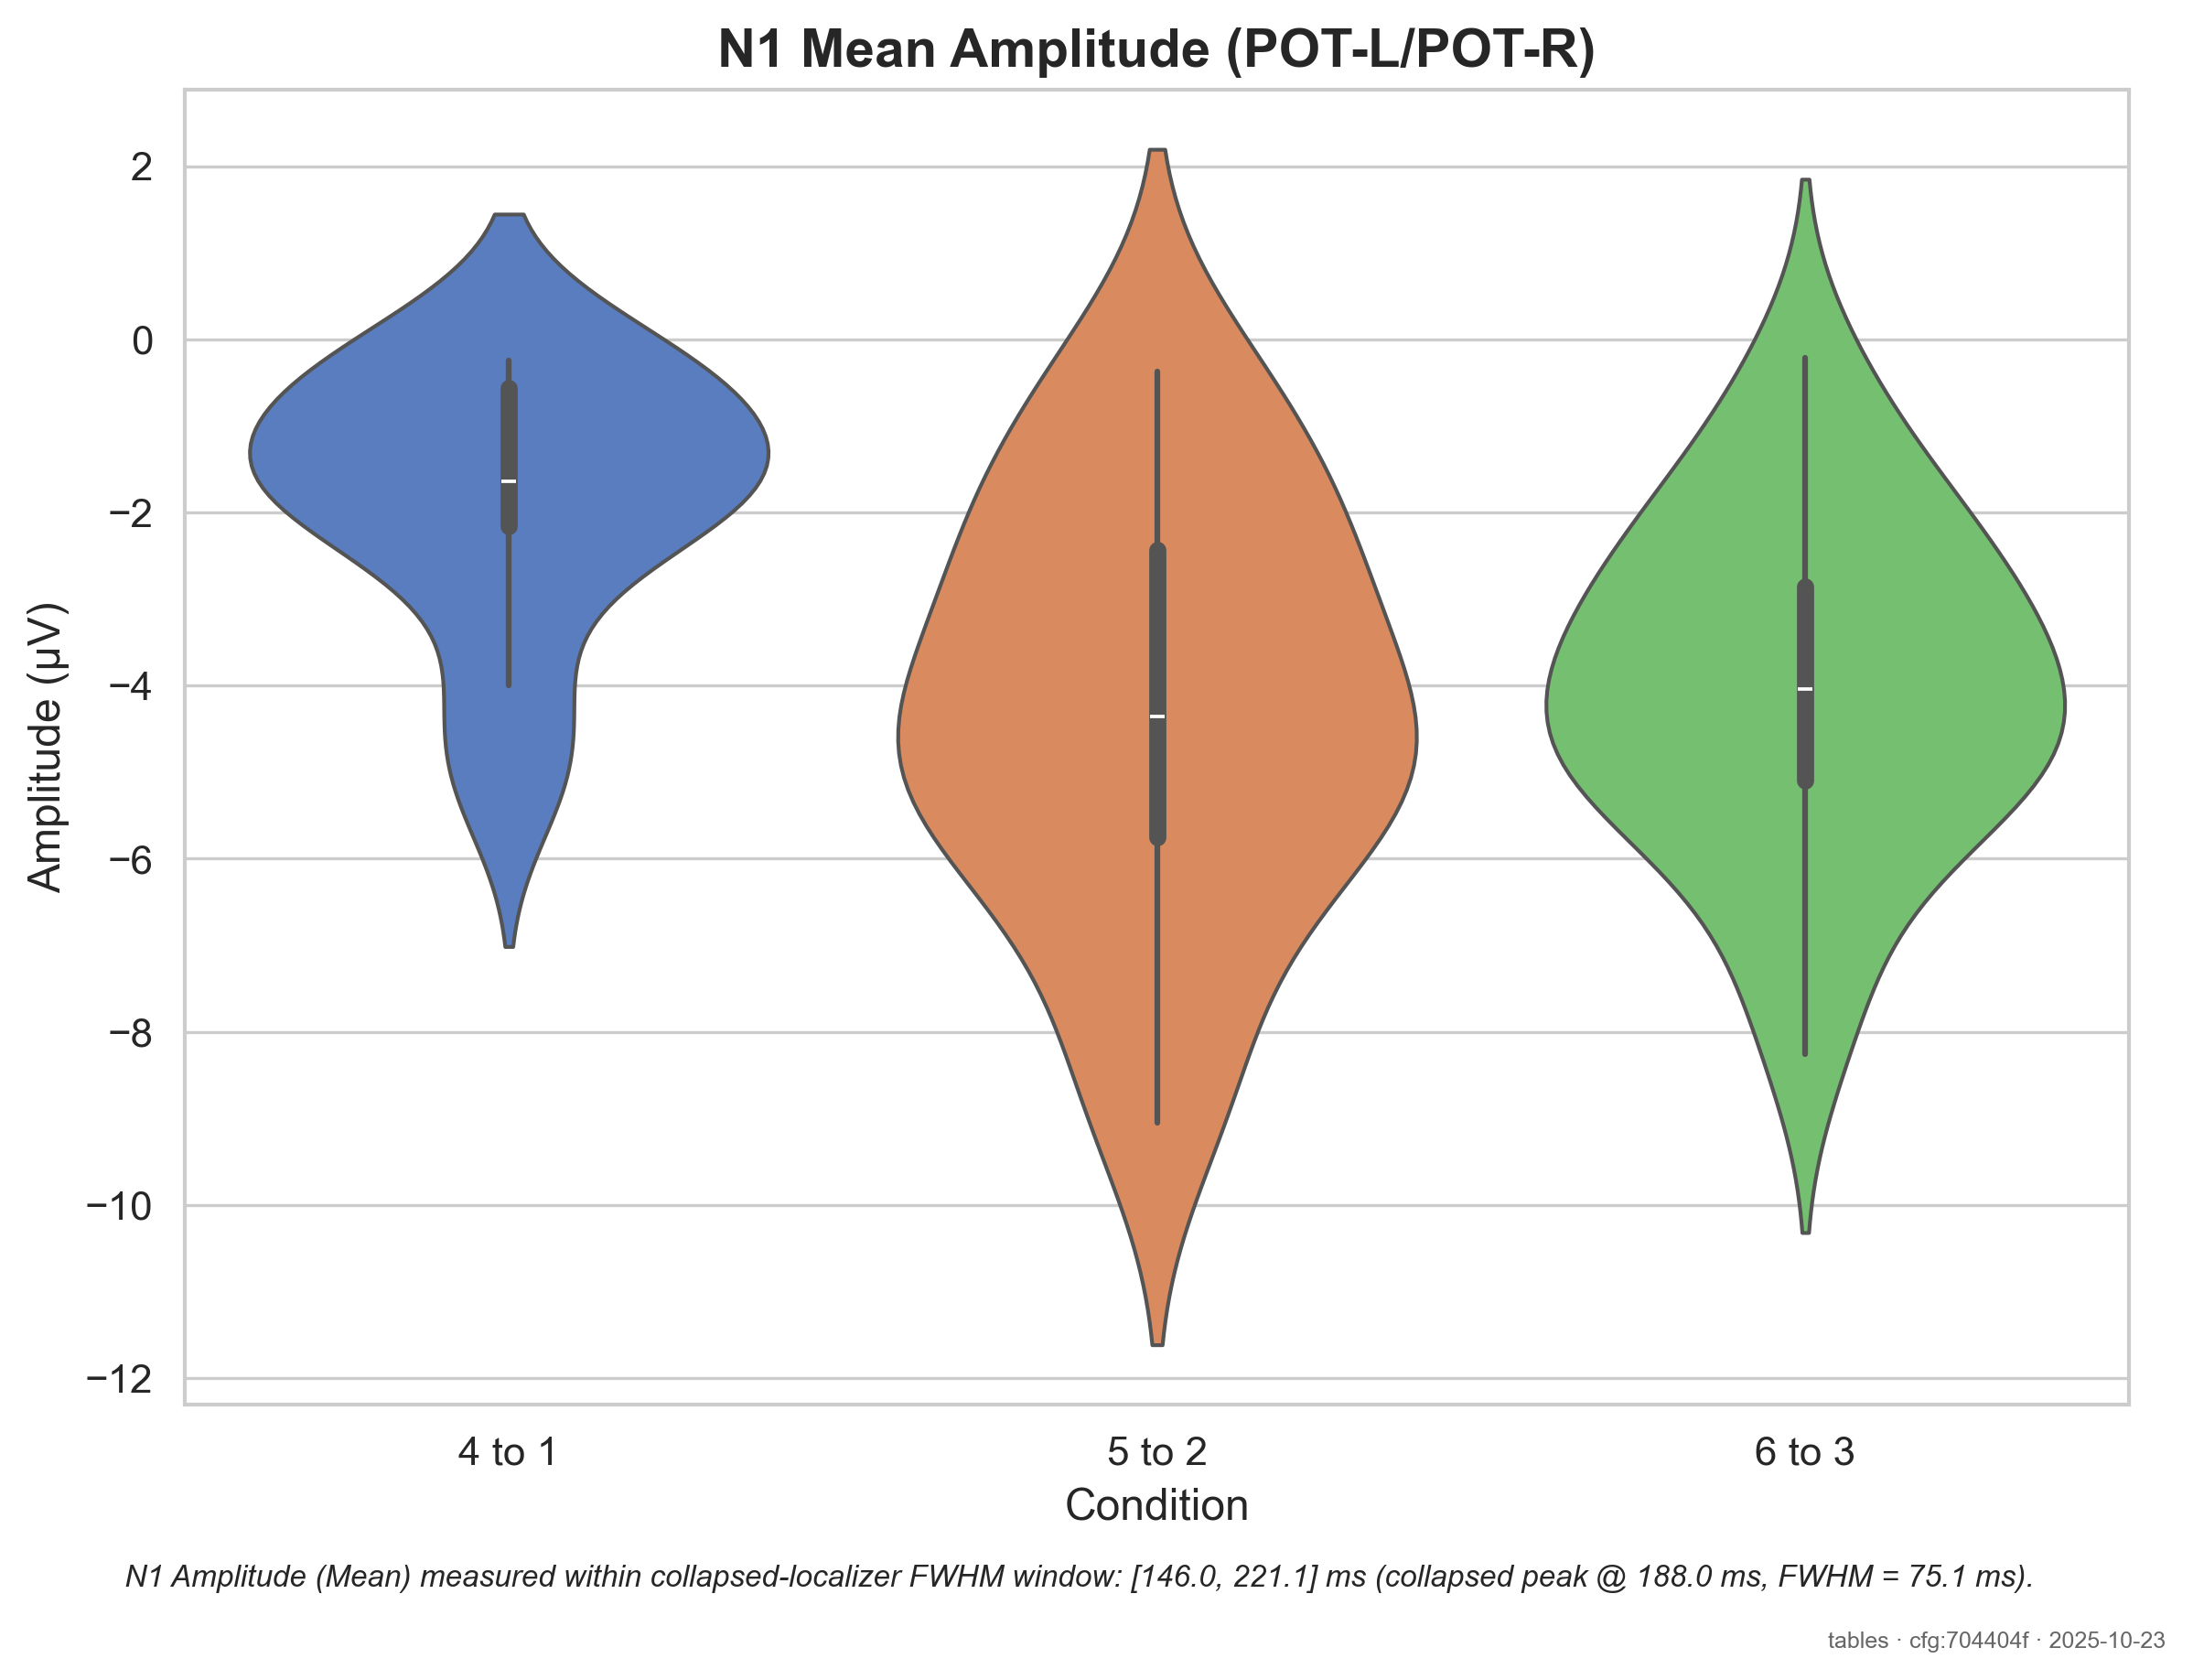 N1 Mean Amplitude (POT-L/POT-R)
Amplitude (µV)
2
0
−2
−4
−6
−8
−10
−12
4 to 1
5 to 2
6 to 3
Condition
N1 Amplitude (Mean) measured within collapsed-localizer FWHM window: [146.0, 221.1] ms (collapsed peak @ 188.0 ms, FWHM = 75.1 ms).
tables · cfg:704404f · 2025-10-23